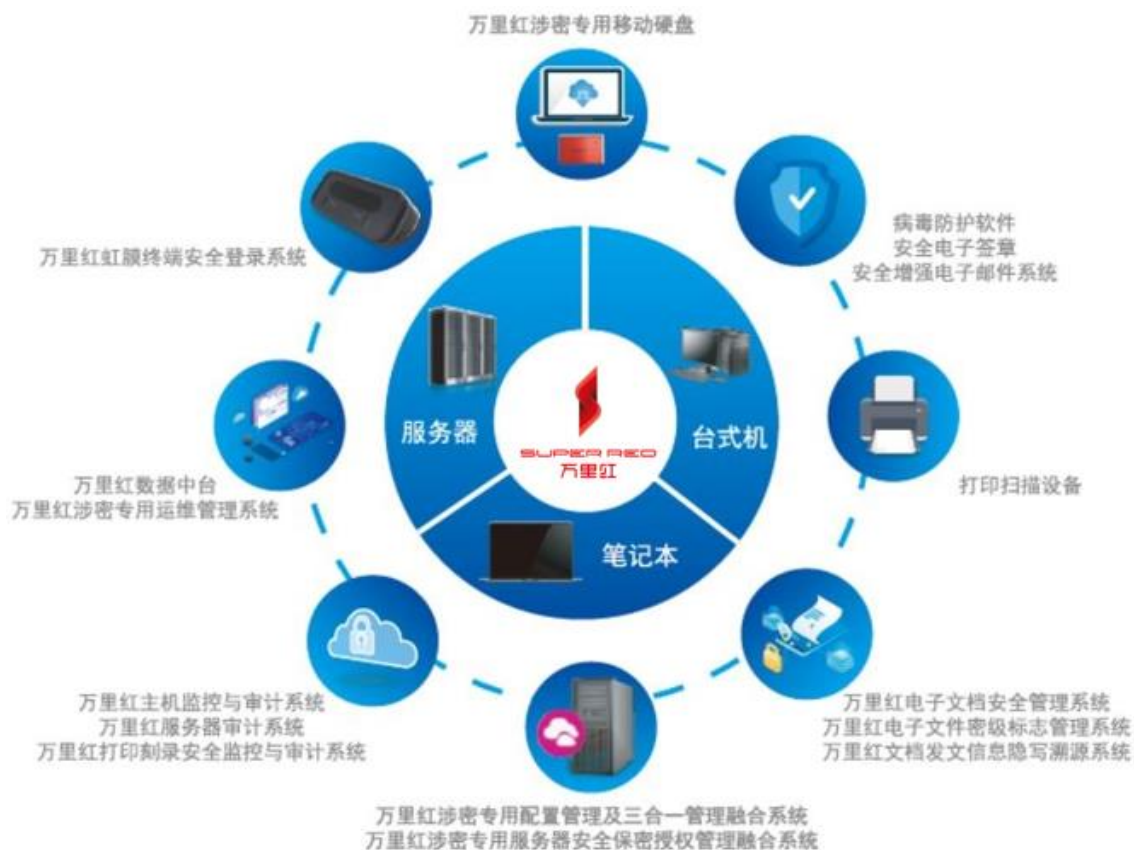 万里红涉密专用移动硬盘
病毒防护软件
安全电子签章
安全增强电子邮件系统
万里红虹膜终端安全登录系统
服务器
台式机
SUPER RED
万里红
笔记本
打印扫描设备
万里红数据中台
万里红涉密专用运维管理系统
万里红主机监控与审计系统
万里红服务器审计系统
万里红打印刻录安全监控与审计系统
万里红电子文档安全管理系统
万里红电子文件密级标志管理系统
万里红文档发文信息隐写溯源系统
万里红涉密专用配置管理及三合一管理融合系统
万里红涉密专用服务器安全保密授权管理融合系统